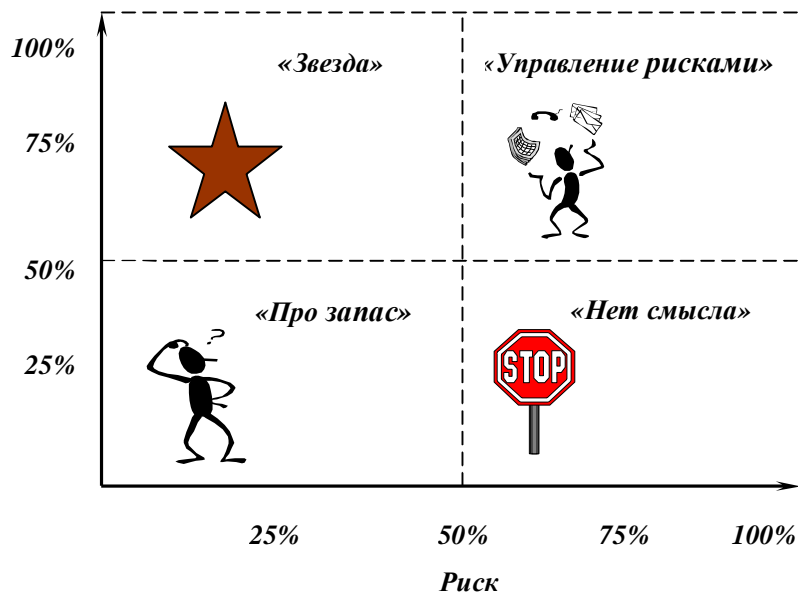 100%
«Звезда»
«Управление рисками»
75%
50%
«Про запас»
«Нет смысла»
?
25%
STOP
25%
50%
75%
100%
Риск